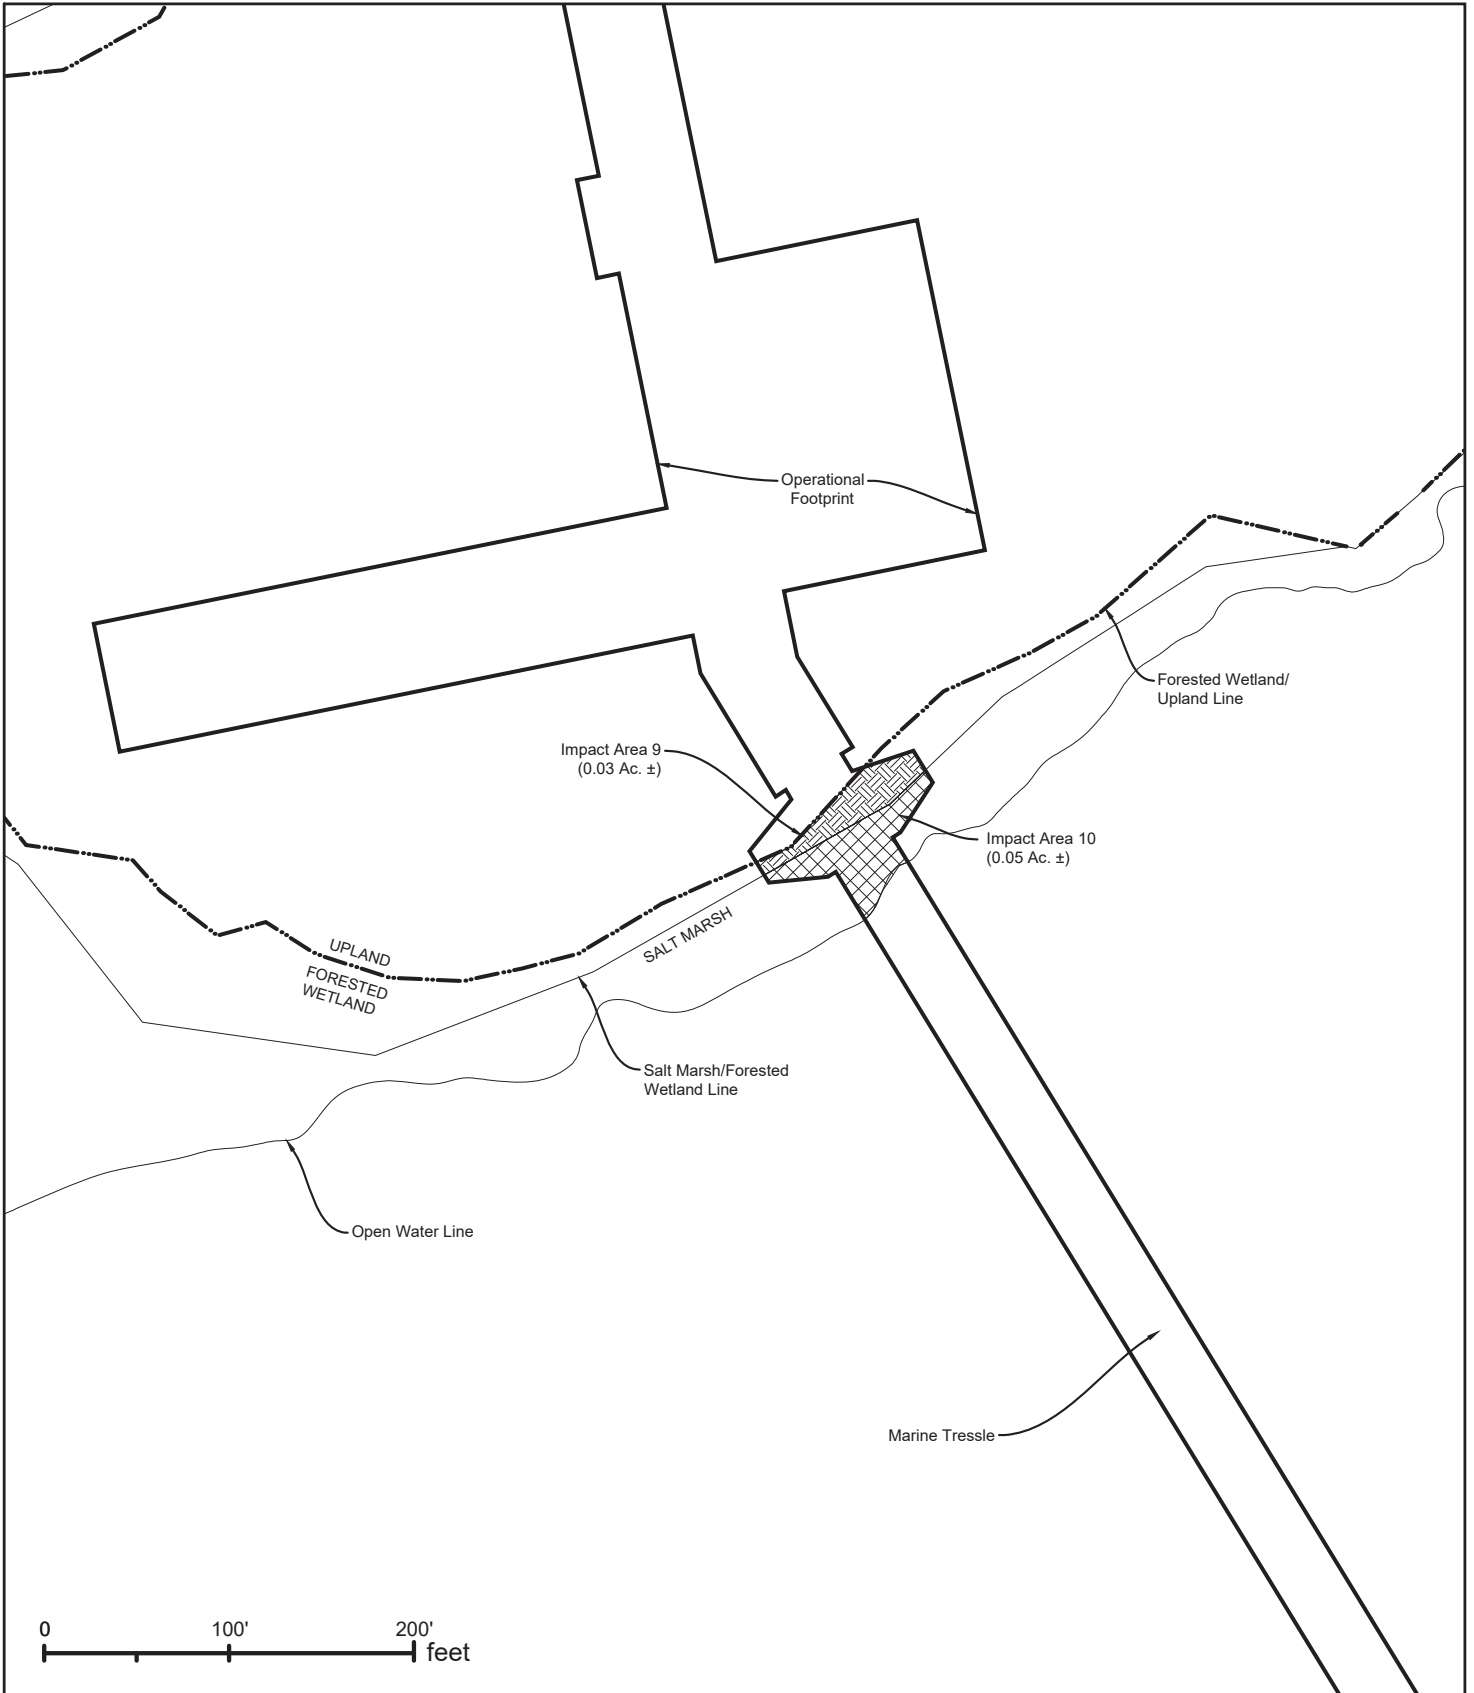 Operational
Footprint
Forested Wetland/
Upland Line
Impact Area 9
(0.03 Ac. ±)
Impact Area 10
(0.05 Ac. ±)
SALT MARSH
UPLAND
FORESTED
WETLAND
Salt Marsh/Forested
Wetland Line
Open Water Line
Marine Tressle
0 100' 200'
feet